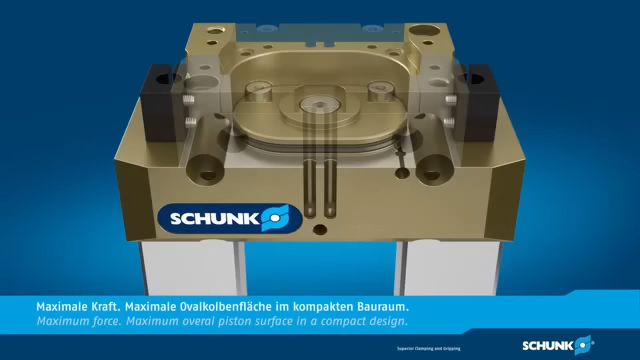 SCHUNK
Maximale Kraft. Maximale Ovalkolbenfläche im kompakten Bauraum.
Maximum force. Maximum overal piston surface in a compact design.
Superior Clamping and Gripping
SCHUNK